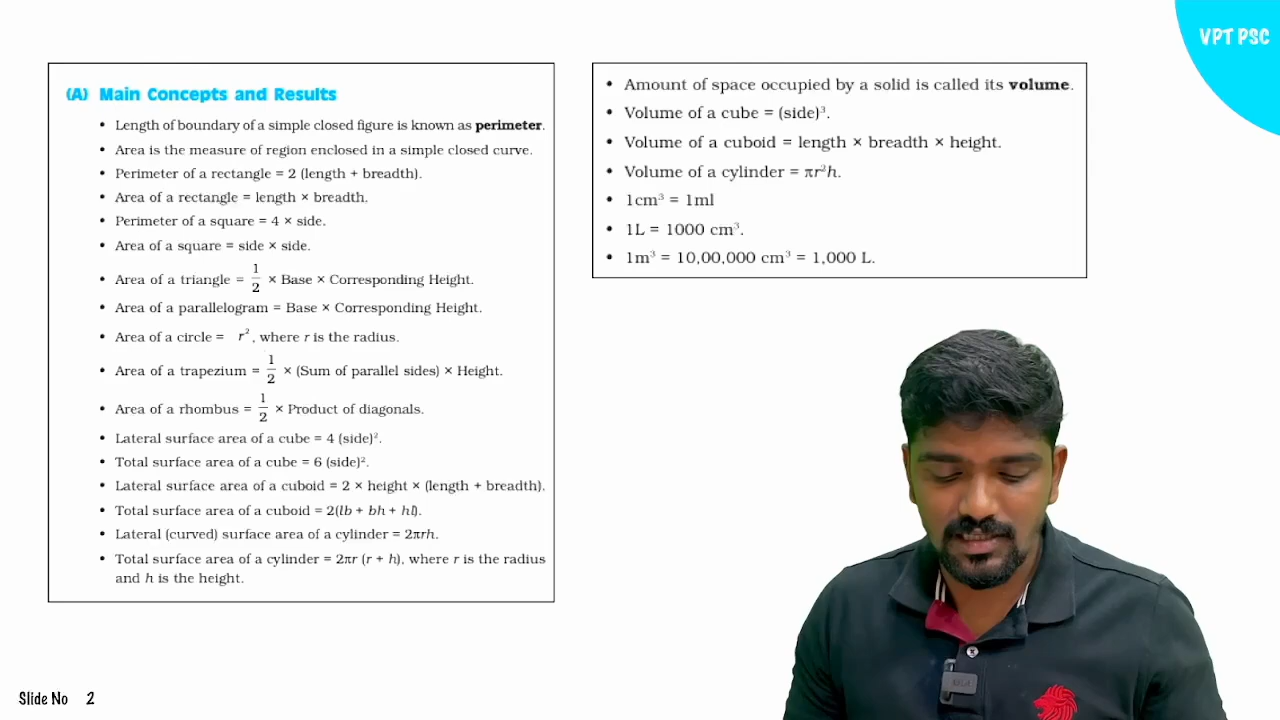 VPT PSC
(A) Main Concepts and Results
• Length of boundary of a simple closed figure is known as perimeter.
• Area is the measure of region enclosed in a simple closed curve.
• Perimeter of a rectangle = 2 (length + breadth).
• Area of a rectangle = length × breadth.
• Perimeter of a square = 4 × side.
• Area of a square = side × side.
• Area of a triangle = 1/2 × Base × Corresponding Height.
• Area of a parallelogram = Base × Corresponding Height.
• Area of a circle = r², where r is the radius.
• Area of a trapezium = 1/2 × (Sum of parallel sides) × Height.
• Area of a rhombus = 1/2 × Product of diagonals.
• Lateral surface area of a cube = 4 (side)².
• Total surface area of a cube = 6 (side)².
• Lateral surface area of a cuboid = 2 × height × (length + breadth).
• Total surface area of a cuboid = 2(lb + bh + hl).
• Lateral (curved) surface area of a cylinder = 2πrh.
• Total surface area of a cylinder = 2πr (r + h), where r is the radius
and h is the height.
• Amount of space occupied by a solid is called its volume.
• Volume of a cube = (side)³.
• Volume of a cuboid = length × breadth × height.
• Volume of a cylinder = πr²h.
• 1cm³ = 1ml
• 1L = 1000 cm³.
• 1m³ = 10,00,000 cm³ = 1,000 L.
Slide No 2